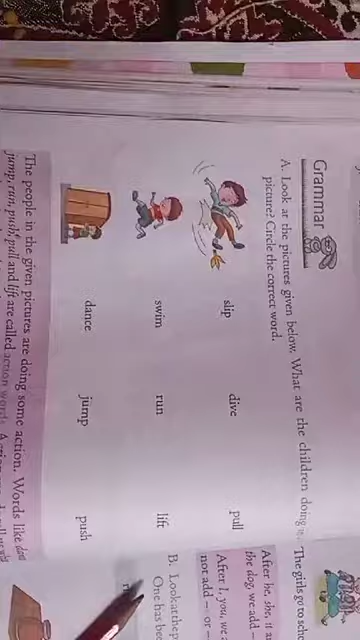 Grammar
A. Look at the pictures given below. What are the children doing in
picture? Circle the correct word.
slip dive pull
swim run lift
dance jump push
The people in the given pictures are doing some action. Words like
jump, run, push, pull and lift are called action words.
The girls go to
After he, she, it
the dog, we add
After I, you, we
not add – or
B. Look at the
One has